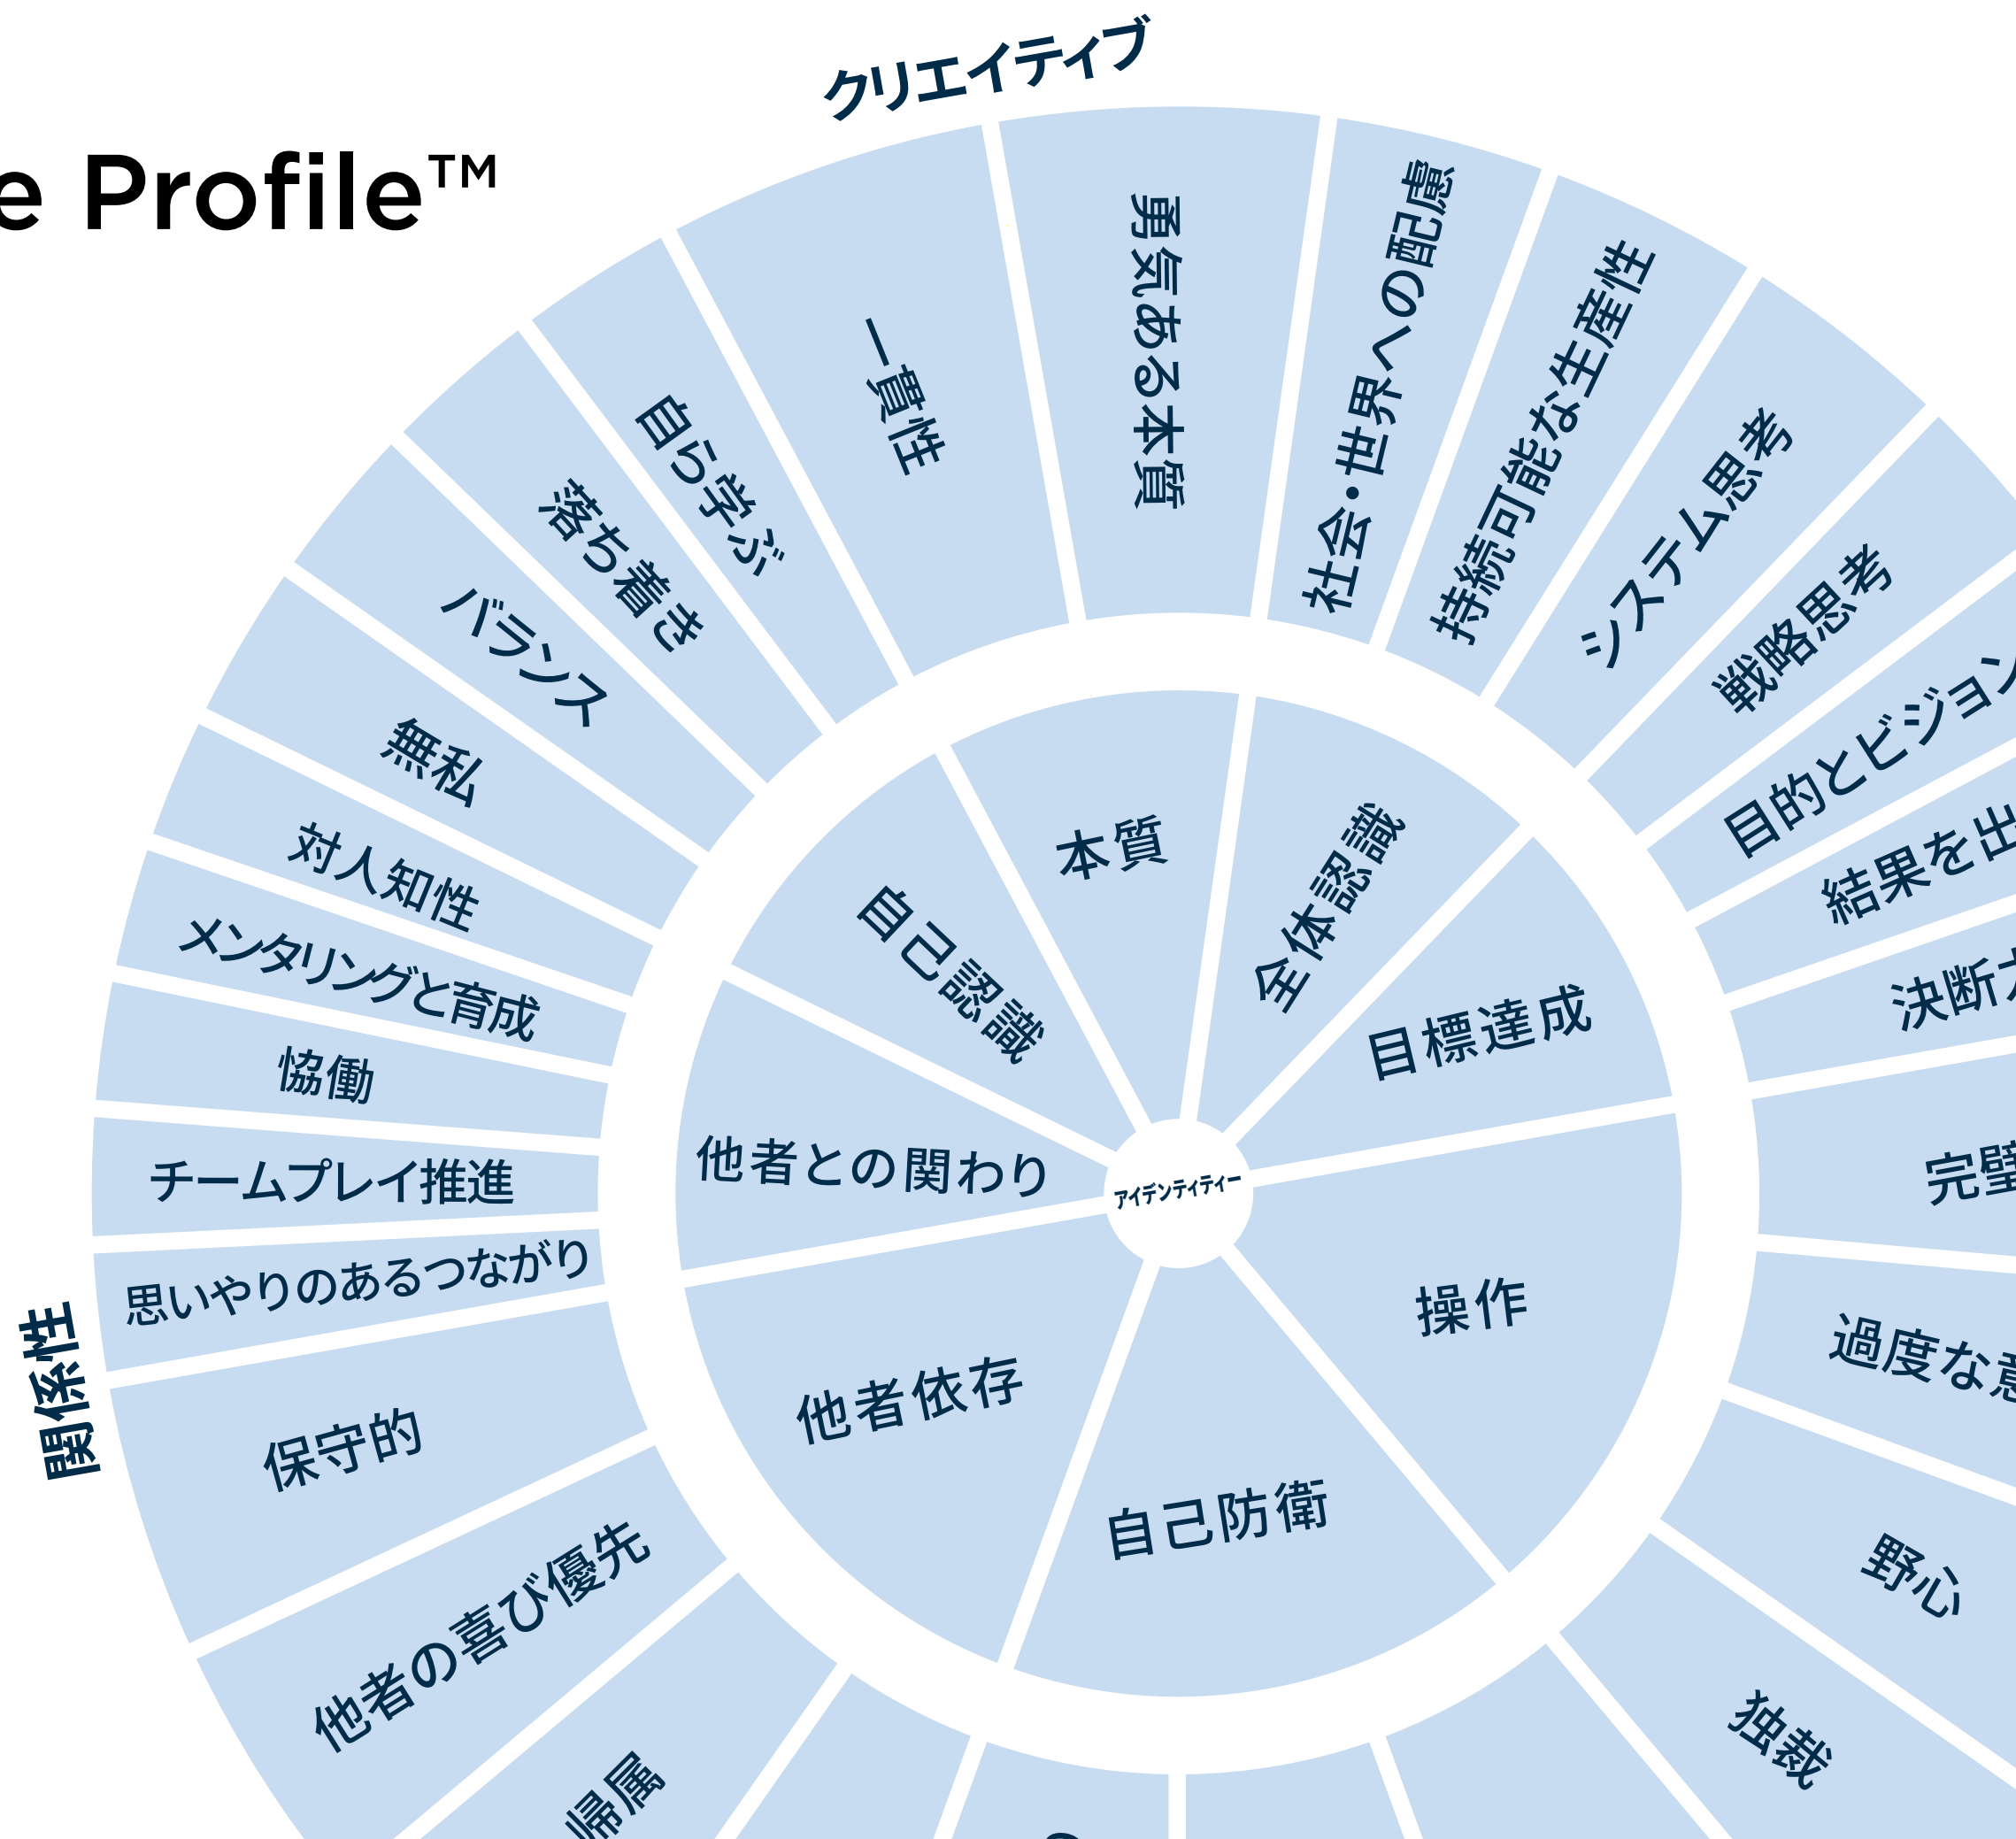 クリエイティブ
e Profile™
一貫性
勇気ある本質
社会・世界への配慮
持続可能な生産性
システム思考
戦略思考
目的とビジョン
結果を出
決断力
完璧
過度な意
野心
独裁
自ら学ぶ
落ち着き
バランス
無私
対人知性
メンタリングと育成
協働
チームプレイ推進
思いやりのあるつながり
関係性
保守的
他者の喜び優先
帰属
の
本質
全体認識
目標達成
自己認識
他者との関わり
アイデンティティー
操作
他者依存
自己防衛